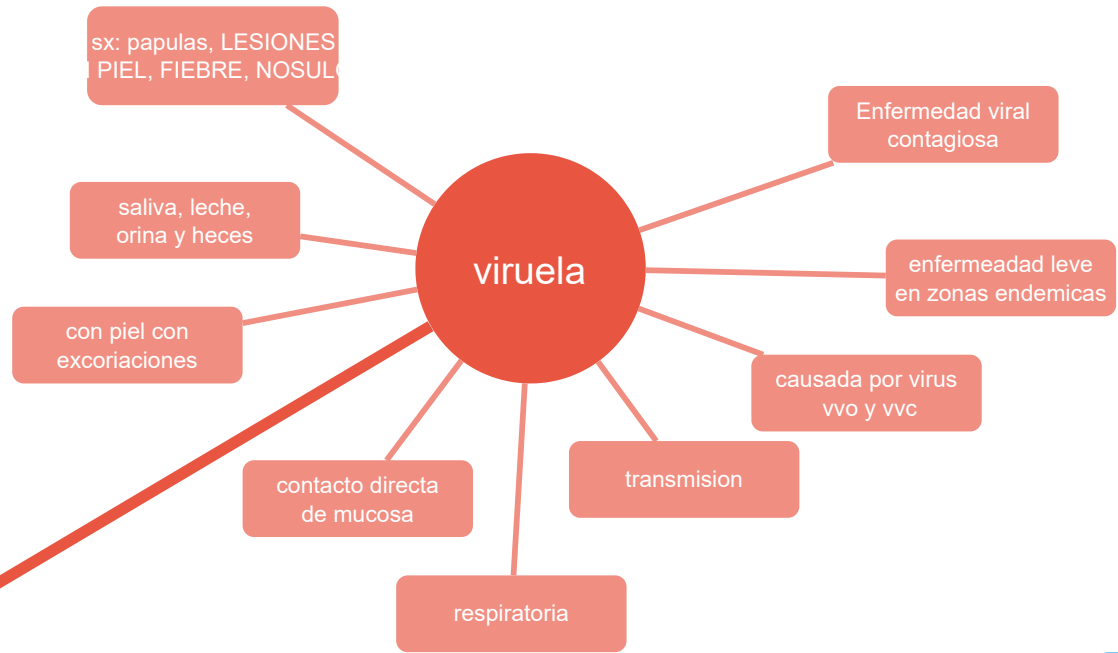 sx: papulas, LESIONES
PIEL, FIEBRE, NOSUL
Enfermedad viral
contagiosa
saliva, leche,
orina y heces
viruela
enfermeadad leve
en zonas endemicas
con piel con
excoriaciones
causada por virus
vvo y vvc
transmision
contacto directa
de mucosa
respiratoria